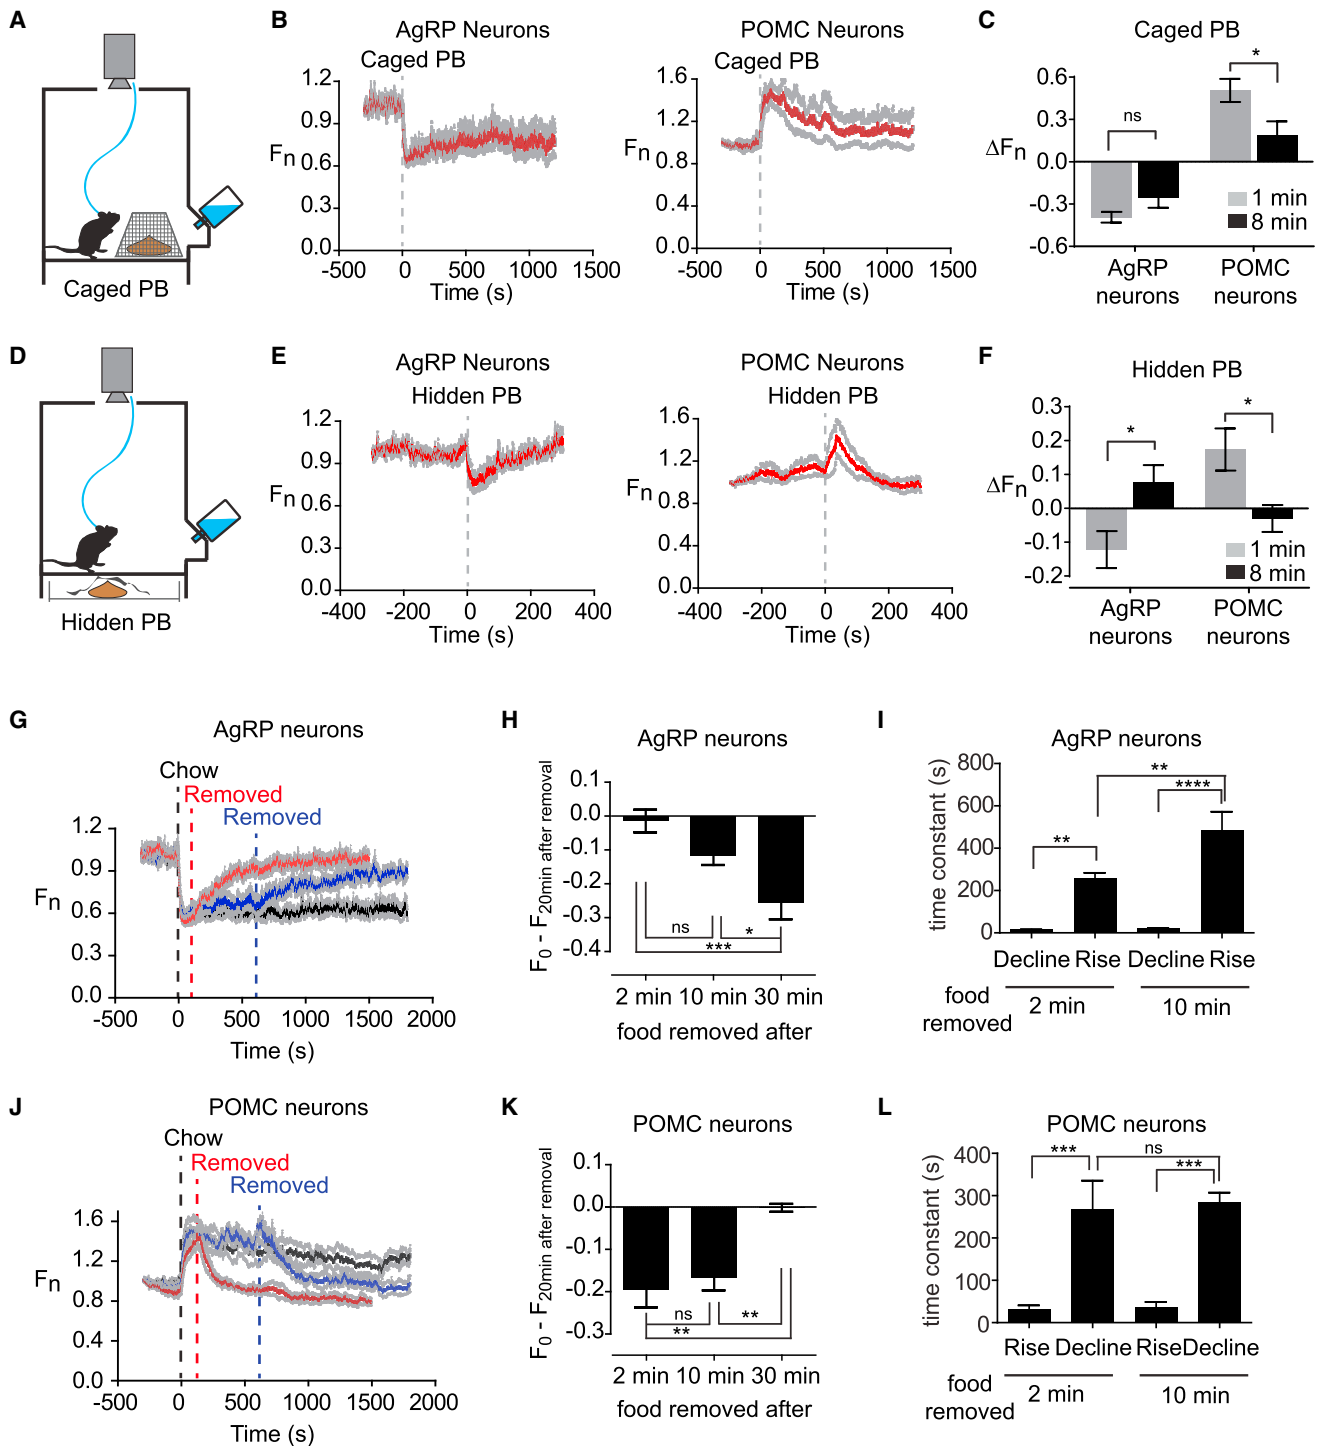 A
Caged PB
B
AgRP Neurons
Caged PB
Fn
1.2
0.9
0.6
0.3
0.0
-500 0 500 1000 1500
Time (s)
POMC Neurons
Caged PB
Fn
1.6
1.2
0.8
0.4
0.0
-500 0 500 1000 1500
Time (s)
C
Caged PB
ΔFn
0.6
0.3
0.0
-0.3
-0.6
ns
*
1 min
8 min
AgRP neurons
POMC neurons
D
Hidden PB
E
AgRP Neurons
Hidden PB
Fn
1.2
0.9
0.6
0.3
0.0
-400 -200 0 200 400
Time (s)
POMC Neurons
Hidden PB
Fn
1.6
1.2
0.8
0.4
0.0
-400 -200 0 200 400
Time (s)
F
Hidden PB
ΔFn
0.3
0.2
0.1
0.0
-0.1
-0.2
*
*
1 min
8 min
AgRP neurons
POMC neurons
G
AgRP neurons
Chow
Removed
Removed
Fn
1.2
0.9
0.6
0.3
0.0
-500 0 500 1000 1500 2000
Time (s)
H
AgRP neurons
F0 - F20min after removal
0.1
0.0
-0.1
-0.2
-0.3
-0.4
ns
*
***
2 min 10 min 30 min
food removed after
I
AgRP neurons
time constant (s)
800
600
400
200
0
**
**
****
Decline Rise Decline Rise
food removed
2 min 10 min
J
POMC neurons
Chow
Removed
Removed
Fn
1.6
1.2
0.8
0.4
0.0
-500 0 500 1000 1500 2000
Time (s)
K
POMC neurons
F0 - F20min after removal
0.1
0.0
-0.1
-0.2
-0.3
ns
**
**
2 min 10 min 30 min
food removed after
L
POMC neurons
time constant (s)
400
300
200
100
0
***
ns
***
Rise Decline Rise Decline
food removed
2 min 10 min